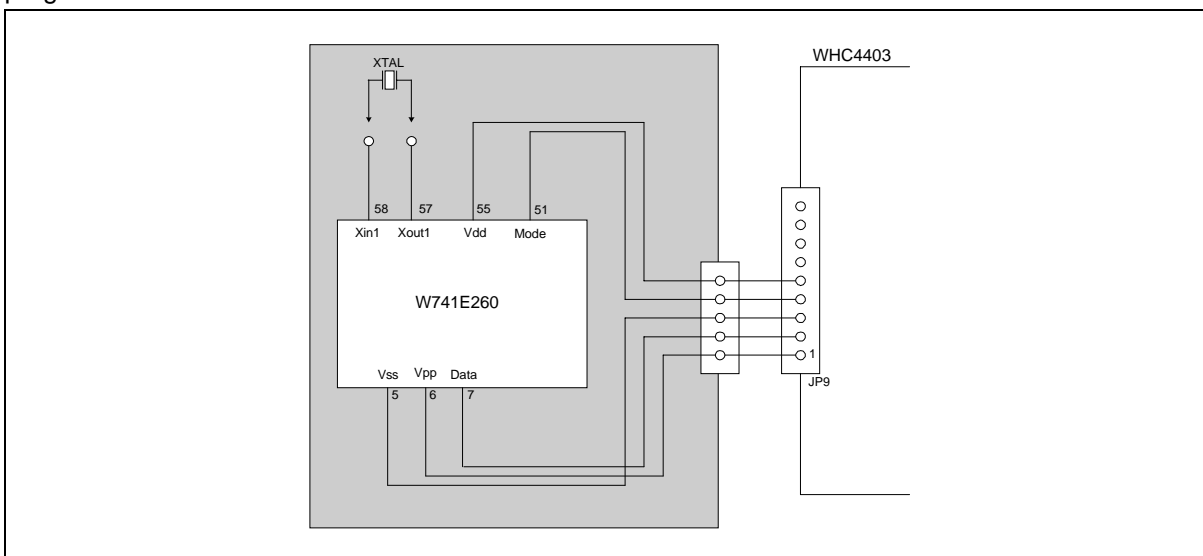 XTAL
WHC4403
58 57 55 51
Xin1 Xout1 Vdd Mode
W741E260
Vss Vpp Data
5 6 7
1
JP9